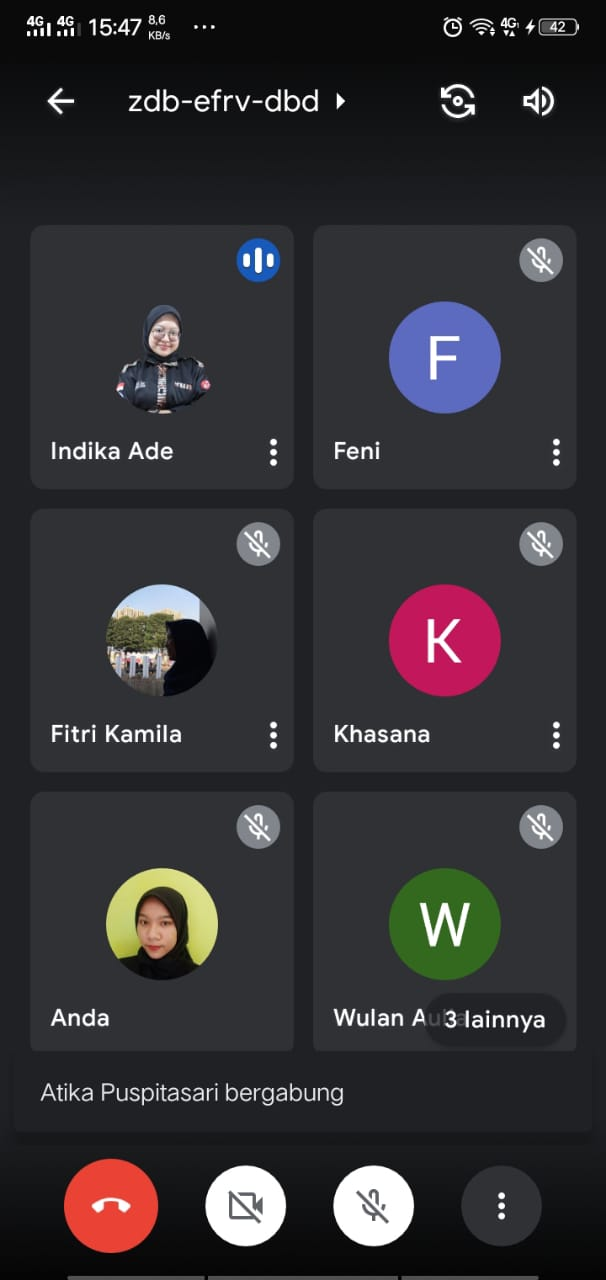 4G 4G 15:47 8,6 KB/s ... 4G 42
zdb-efrv-dbd
F
Indika Ade
Feni
K
Fitri Kamila
Khasana
W
Anda
Wulan
3 lainnya
Atika Puspitasari bergabung